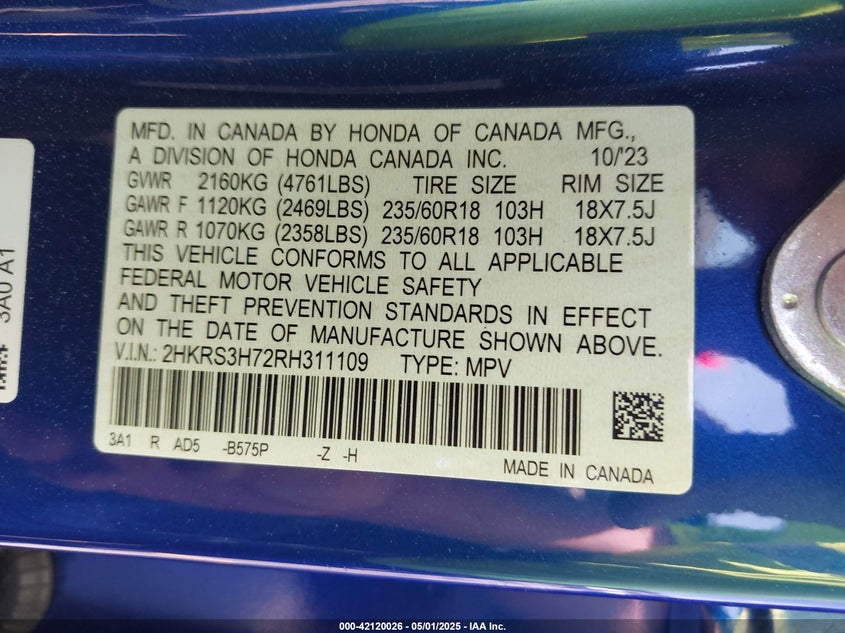 MFD. IN CANADA BY HONDA OF CANADA MFG.,
A DIVISION OF HONDA CANADA INC. 10/'23
GVWR 2160KG (4761LBS) TIRE SIZE RIM SIZE
GAWR F 1120KG (2469LBS) 235/60R18 103H 18X7.5J
GAWR R 1070KG (2358LBS) 235/60R18 103H 18X7.5J
THIS VEHICLE CONFORMS TO ALL APPLICABLE
FEDERAL MOTOR VEHICLE SAFETY
AND THEFT PREVENTION STANDARDS IN EFFECT
ON THE DATE OF MANUFACTURE SHOWN ABOVE.
V.I.N.: 2HKRS3H72RH311109 TYPE: MPV
3A1 R AD5 -B575P -Z -H
MADE IN CANADA
3A0 A1
000-42120026 - 05/01/2025 - IAA Inc.